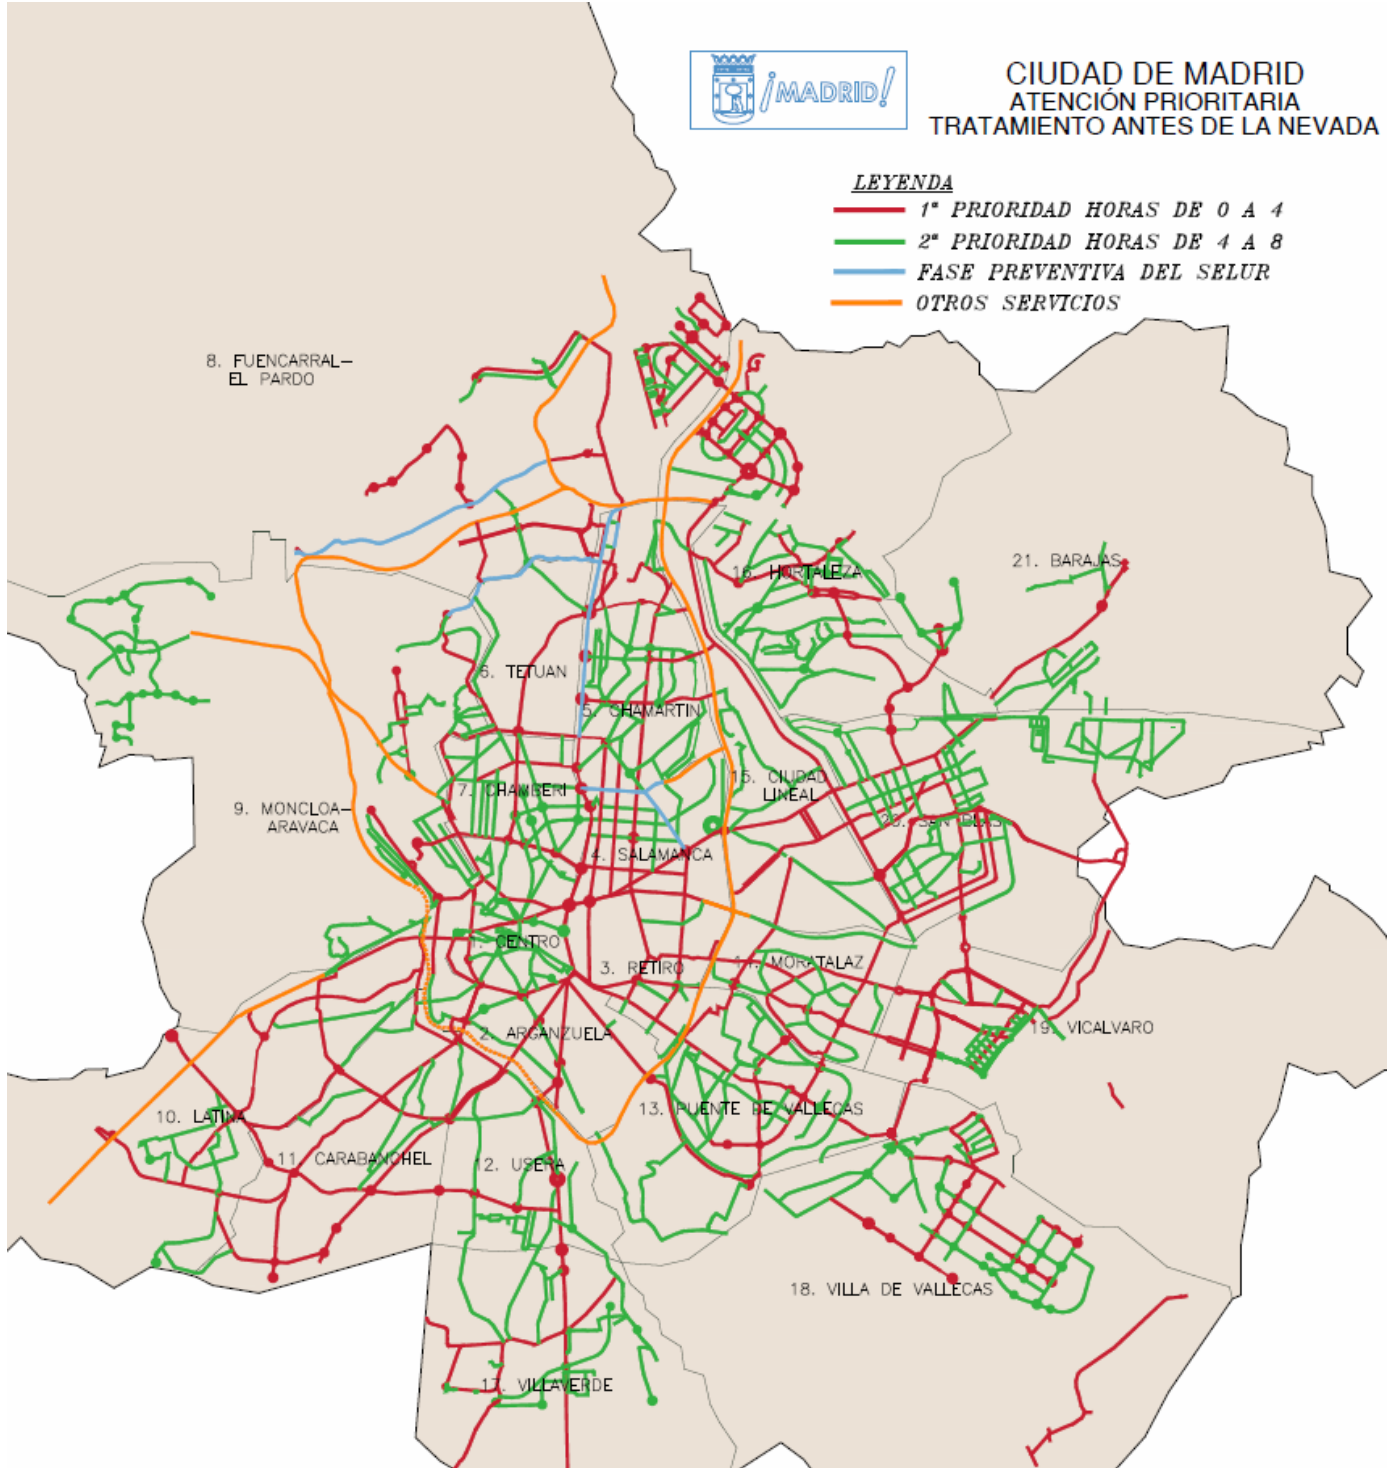 ¡MADRID!
CIUDAD DE MADRID
ATENCIÓN PRIORITARIA
TRATAMIENTO ANTES DE LA NEVADA
LEYENDA
1ª PRIORIDAD HORAS DE 0 A 4
2ª PRIORIDAD HORAS DE 4 A 8
FASE PREVENTIVA DEL SELUR
OTROS SERVICIOS
8. FUENCARRAL-
EL PARDO
21. BARAJAS
16. HORTALEZA
6. TETUAN
5. CHAMARTIN
15. CIUDAD
LINEAL
7. CHAMBERI
9. MONCLOA-
ARAVACA
20. SAN BLAS
4. SALAMANCA
1. CENTRO
3. RETIRO
14. MORATALAZ
19. VICALVARO
2. ARGANZUELA
13. PUENTE DE VALLECAS
10. LATINA
11. CARABANCHEL
12. USERA
18. VILLA DE VALLECAS
17. VILLAVERDE